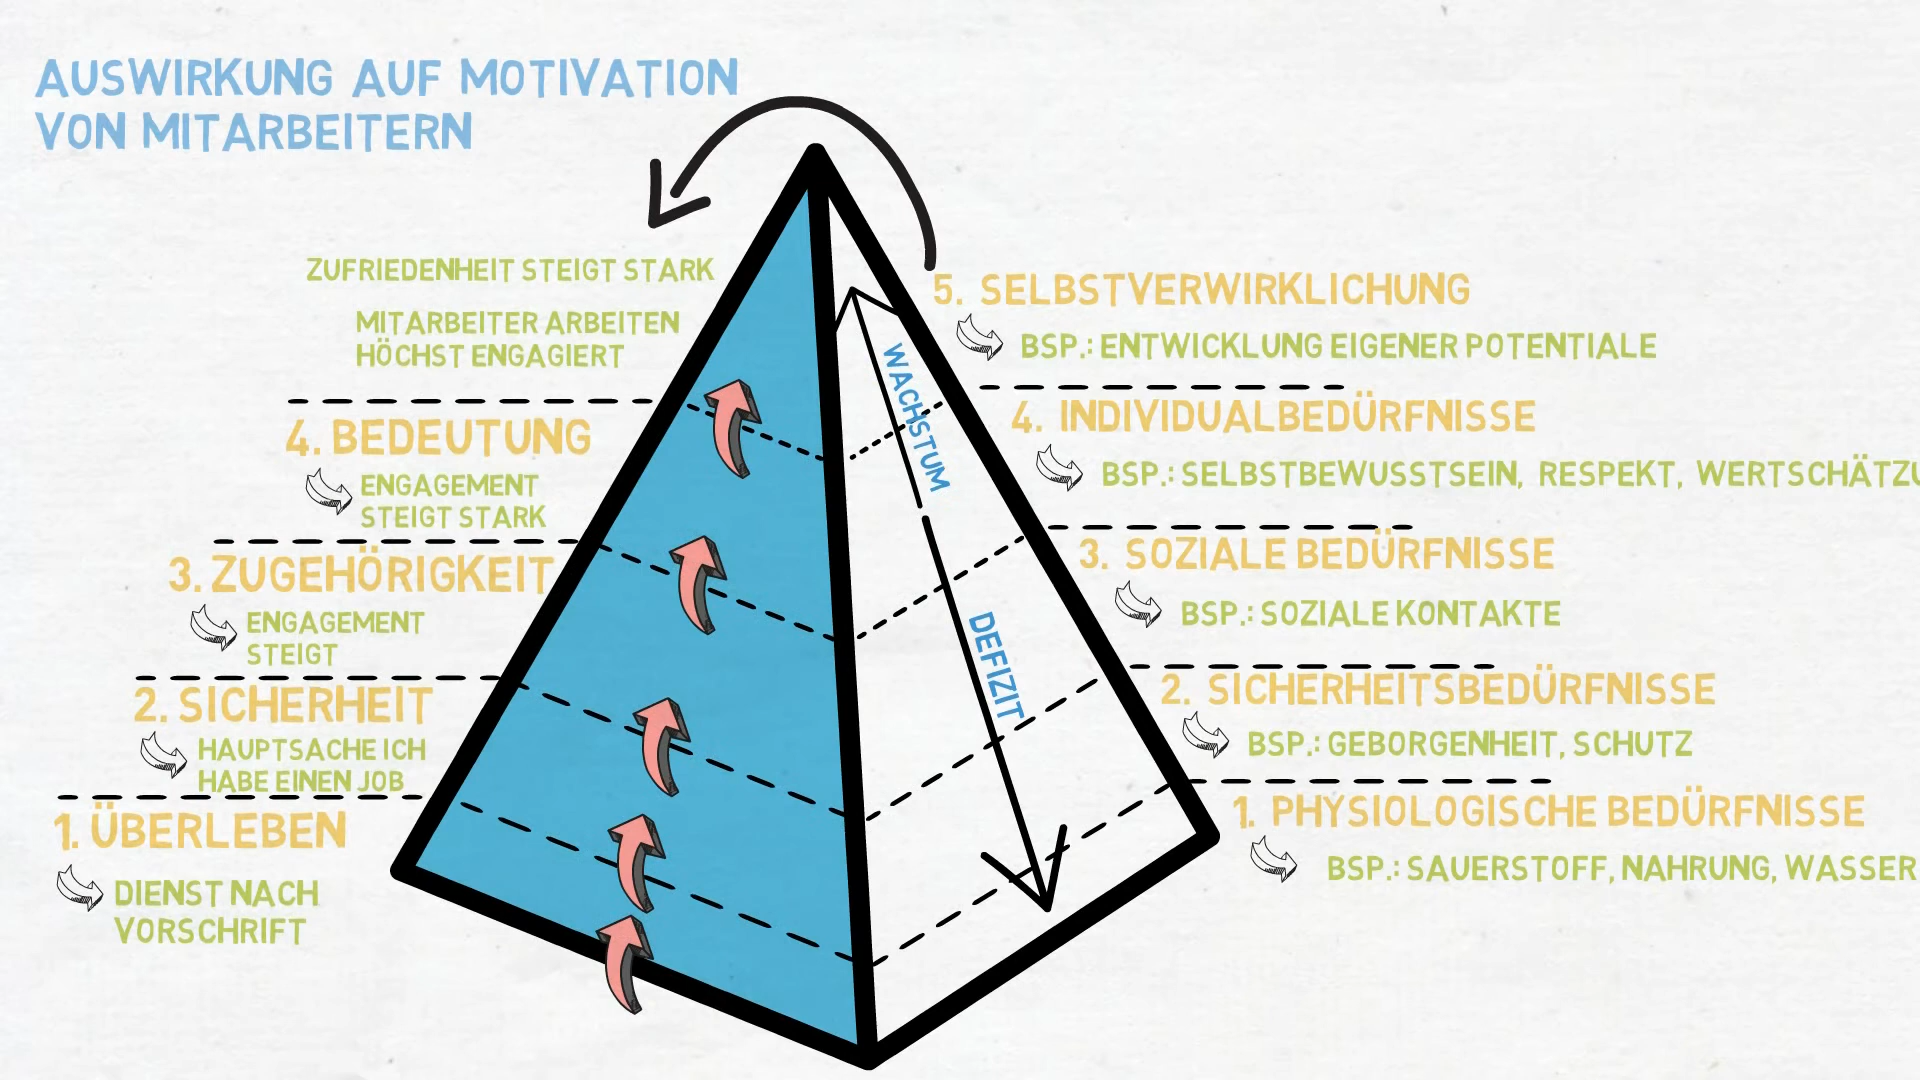 AUSWIRKUNG AUF MOTIVATION
VON MITARBEITERN
ZUFRIEDENHEIT STEIGT STARK
MITARBEITER ARBEITEN
HÖCHST ENGAGIERT
4. BEDEUTUNG
ENGAGEMENT
STEIGT STARK
3. ZUGEHÖRIGKEIT
ENGAGEMENT
STEIGT
2. SICHERHEIT
HAUPTSACHE ICH
HABE EINEN JOB
1. ÜBERLEBEN
DIENST NACH
VORSCHRIFT
WACHSTUM
DEFIZIT
5. SELBSTVERWIRKLICHUNG
BSP.: ENTWICKLUNG EIGENER POTENTIALE
4. INDIVIDUALBEDÜRFNISSE
BSP.: SELBSTBEWUSSTSEIN, RESPEKT,
3. SOZIALE BEDÜRFNISSE
BSP.: SOZIALE KONTAKTE
2. SICHERHEITSBEDÜRFNISSE
BSP.: GEBORGENHEIT, SCHUTZ
1. PHYSIOLOGISCHE BEDÜRFNISSE
BSP.: SAUERSTOFF, NAHRUNG, WASSER